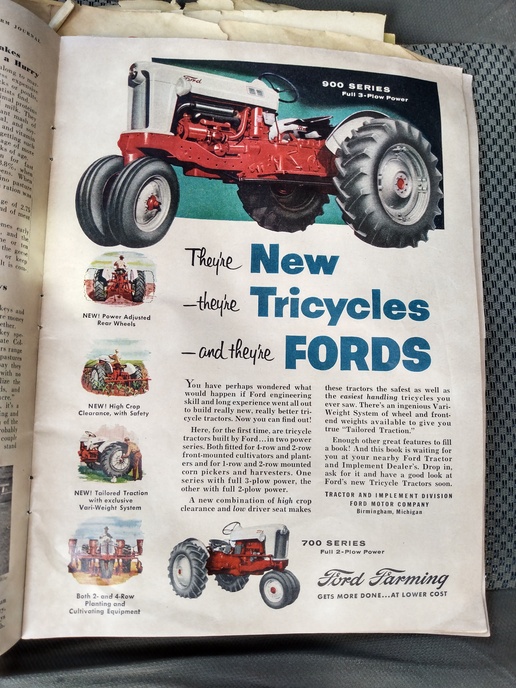 RM JOURNAL
akes
a Hurry
Ford
900 SERIES
Full 3-Plow Power
They're New
—they're Tricycles
—and they're FORDS
NEW! Power Adjusted
Rear Wheels
NEW! High Crop
Clearance, with Safety
NEW! Tailored Traction
with exclusive
Vari-Weight System
Both 2- and 4-Row
Planting and
Cultivating Equipment
You have perhaps wondered what
would happen if Ford engineering
skill and long experience went all out
to build really new, really better tri-
cycle tractors. Now you can find out!
Here, for the first time, are tricycle
tractors built by Ford...in two power
series. Both fitted for 4-row and 2-row
front-mounted cultivators and plant-
ers and for 1-row and 2-row mounted
corn pickers and harvesters. One
series with full 3-plow power, the
other with full 2-plow power.
A new combination of high crop
clearance and low driver seat makes
these tractors the safest as well as
the easiest handling tricycles you
ever saw. There's an ingenious Vari-
Weight System of wheel and front-
end weights available to give you
true "Tailored Traction."
Enough other great features to fill
a book! And this book is waiting for
you at your nearby Ford Tractor
and Implement Dealer's. Drop in,
ask for it and have a good look at
Ford's new Tricycle Tractors soon.
TRACTOR AND IMPLEMENT DIVISION
FORD MOTOR COMPANY
Birmingham, Michigan
700 SERIES
Full 2-Plow Power
Ford Farming
GETS MORE DONE...AT LOWER COST